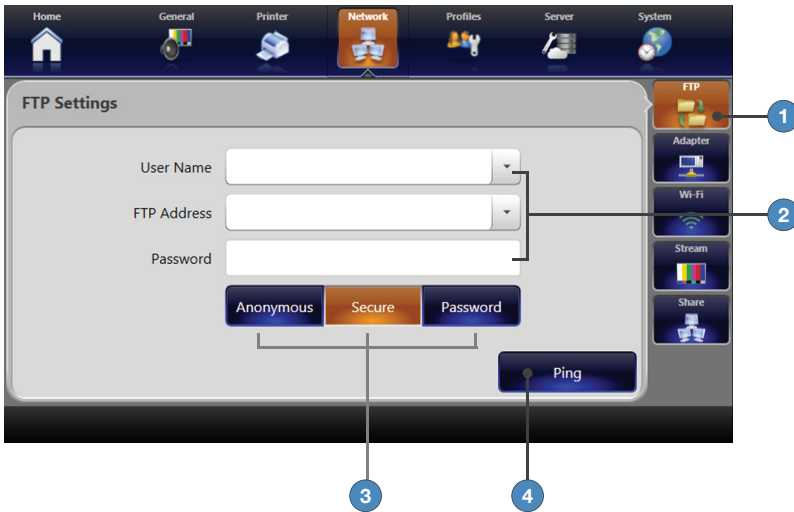 Home General Printer Network Profiles Server System
FTP Settings
FTP
1
Adapter
User Name
Wi-Fi
FTP Address
2
Password
Stream
Anonymous Secure Password
Share
Ping
3 4